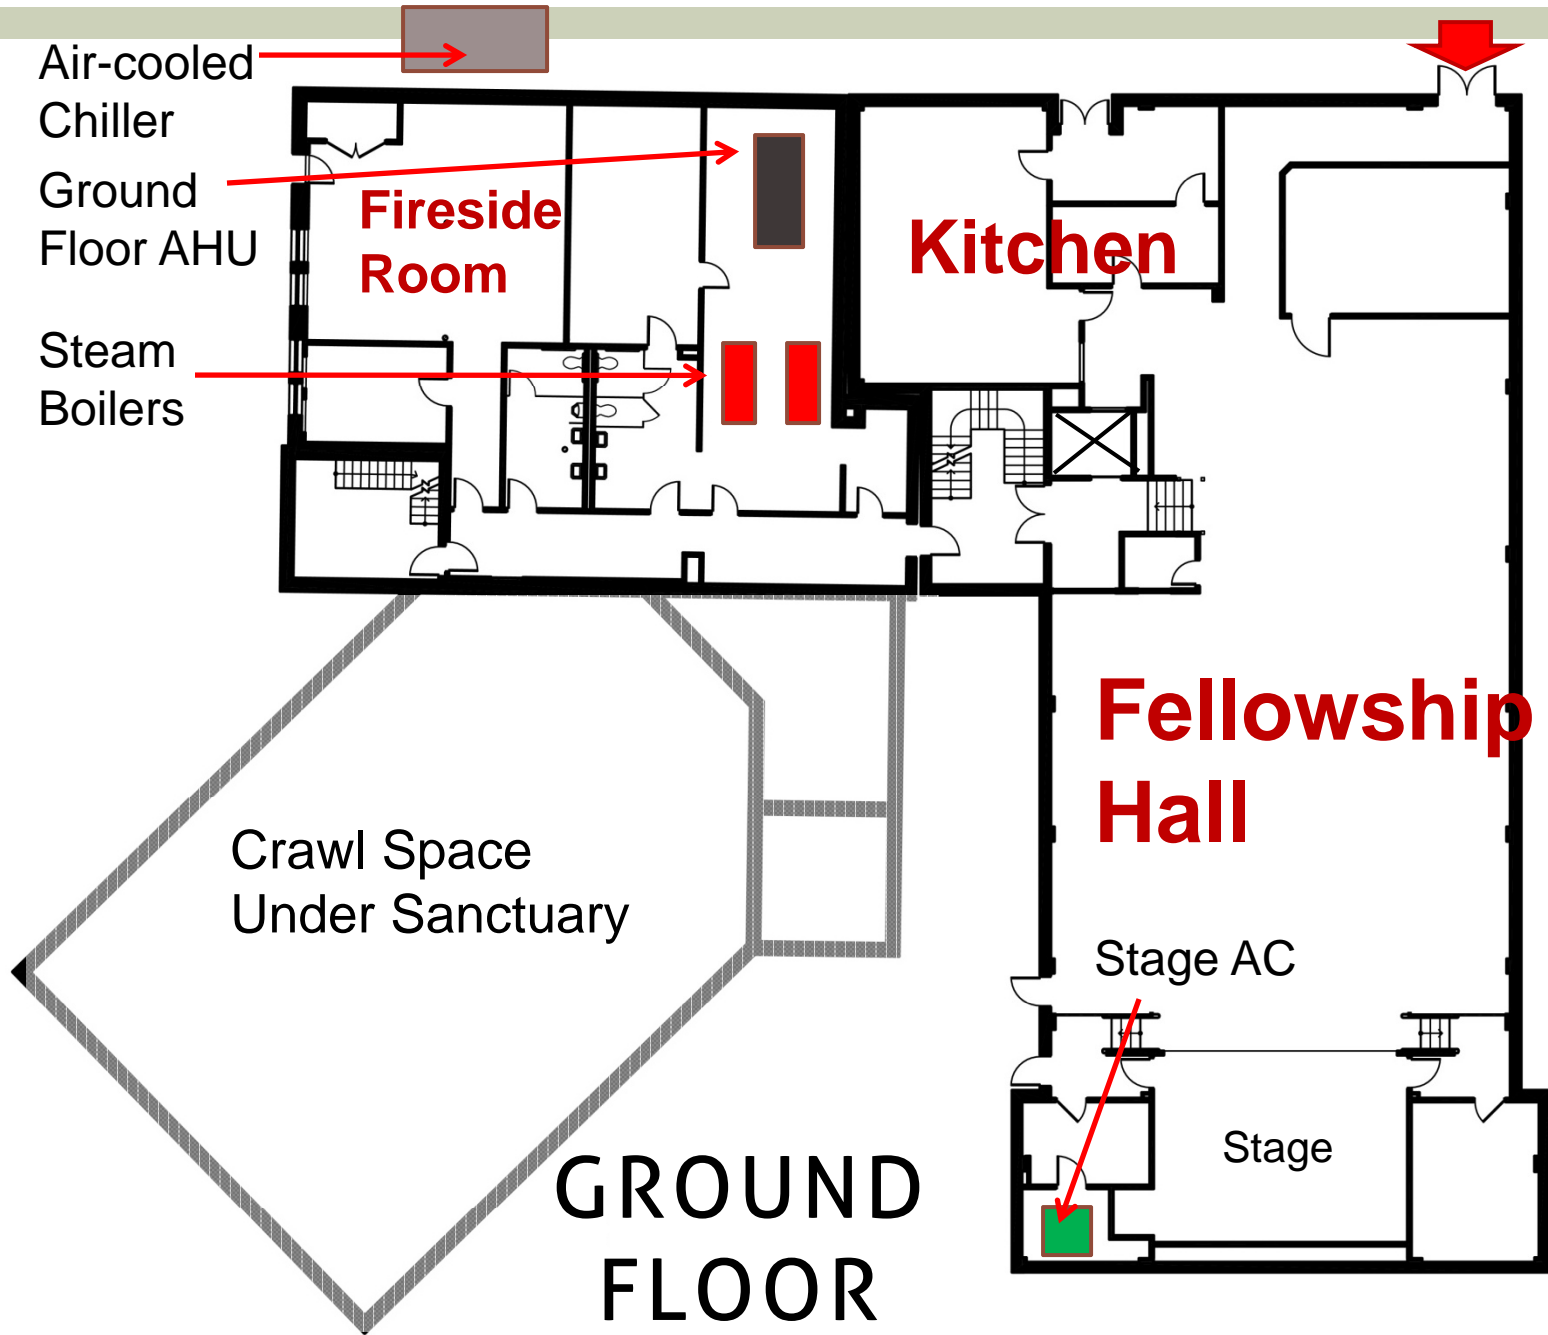 Air-cooled
Chiller
Ground
Floor AHU
Steam
Boilers
Fireside
Room
Kitchen
Fellowship
Hall
Crawl Space
Under Sanctuary
Stage AC
Stage
GROUND
FLOOR